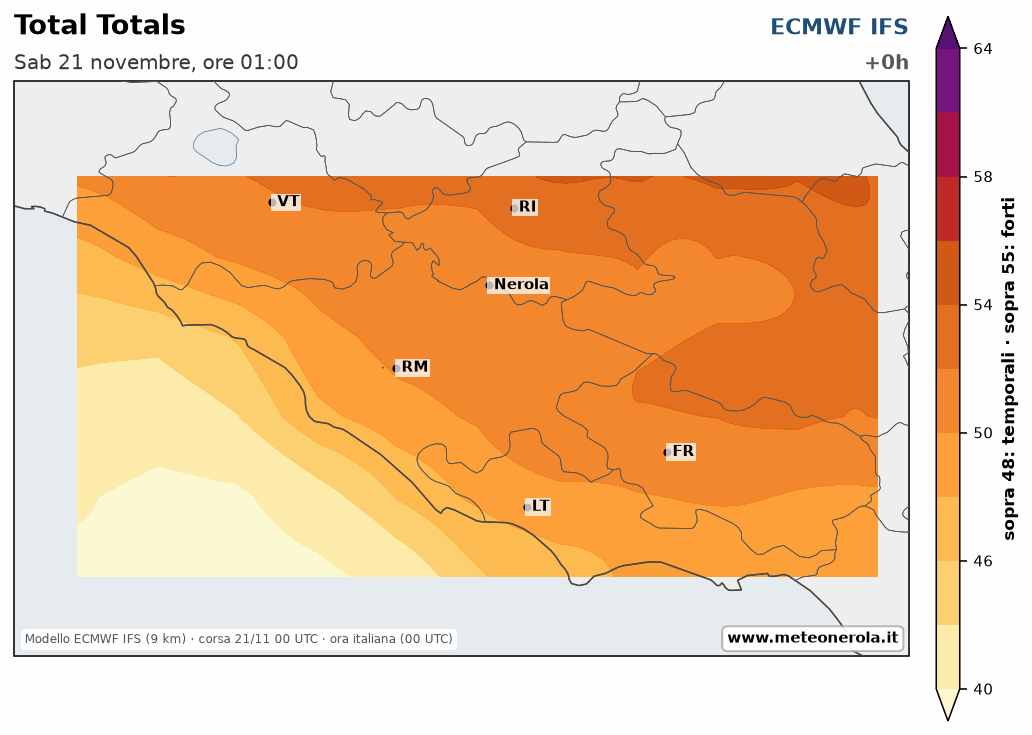 Total Totals
ECMWF IFS
Sab 21 novembre, ore 01:00
+0h
VT
RI
Nerola
RM
FR
LT
64
58
54
50
46
40
sopra 48: temporali · sopra 55: forti
Modello ECMWF IFS (9 km) · corsa 21/11 00 UTC · ora italiana (00 UTC)
www.meteonerola.it